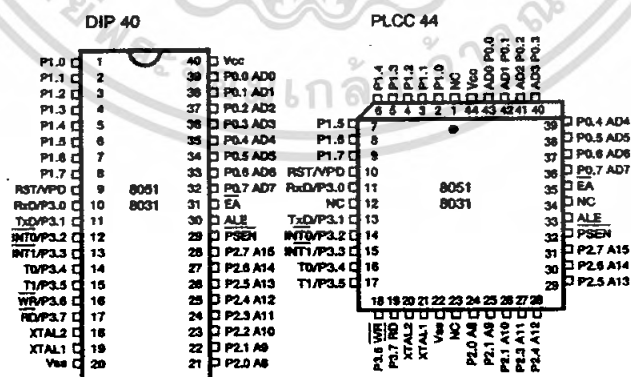 DIP 40
P1.0 1 40 Vcc
P1.1 2 39 P0.0 AD0
P1.2 3 38 P0.1 AD1
P1.3 4 37 P0.2 AD2
P1.4 5 36 P0.3 AD3
P1.5 6 35 P0.4 AD4
P1.6 7 34 P0.5 AD5
P1.7 8 33 P0.6 AD6
RST/VPD 9 8051 32 P0.7 AD7
RxD/P3.0 10 8031 31 EA
TxD/P3.1 11 30 ALE
INT0/P3.2 12 29 PSEN
INT1/P3.3 13 28 P2.7 A15
T0/P3.4 14 27 P2.6 A14
T1/P3.5 15 26 P2.5 A13
WR/P3.6 16 25 P2.4 A12
RD/P3.7 17 24 P2.3 A11
XTAL2 18 23 P2.2 A10
XTAL1 19 22 P2.1 A9
Vss 20 21 P2.0 A8
PLCC 44
P1.4 P1.3 P1.2 P1.1 P1.0 NC Vcc AD0 P0.0 AD1 P0.1 AD2 P0.2 AD3 P0.3
6 5 4 3 2 1 44 43 42 41 40
P1.5 7 39 P0.4 AD4
P1.6 8 38 P0.5 AD5
P1.7 9 37 P0.6 AD6
RST/VPD 10 36 P0.7 AD7
RxD/P3.0 11 8051 35 EA
NC 12 8031 34 NC
TxD/P3.1 13 33 ALE
INT0/P3.2 14 32 PSEN
INT1/P3.3 15 31 P2.7 A15
T0/P3.4 16 30 P2.6 A14
T1/P3.5 17 29 P2.5 A13
18 19 20 21 22 23 24 25 26 27 28
P3.6 WR P3.7 RD XTAL2 XTAL1 Vss NC P2.0 A8 P2.1 A9 P2.1 A10 P2.3 A11 P2.4 A12